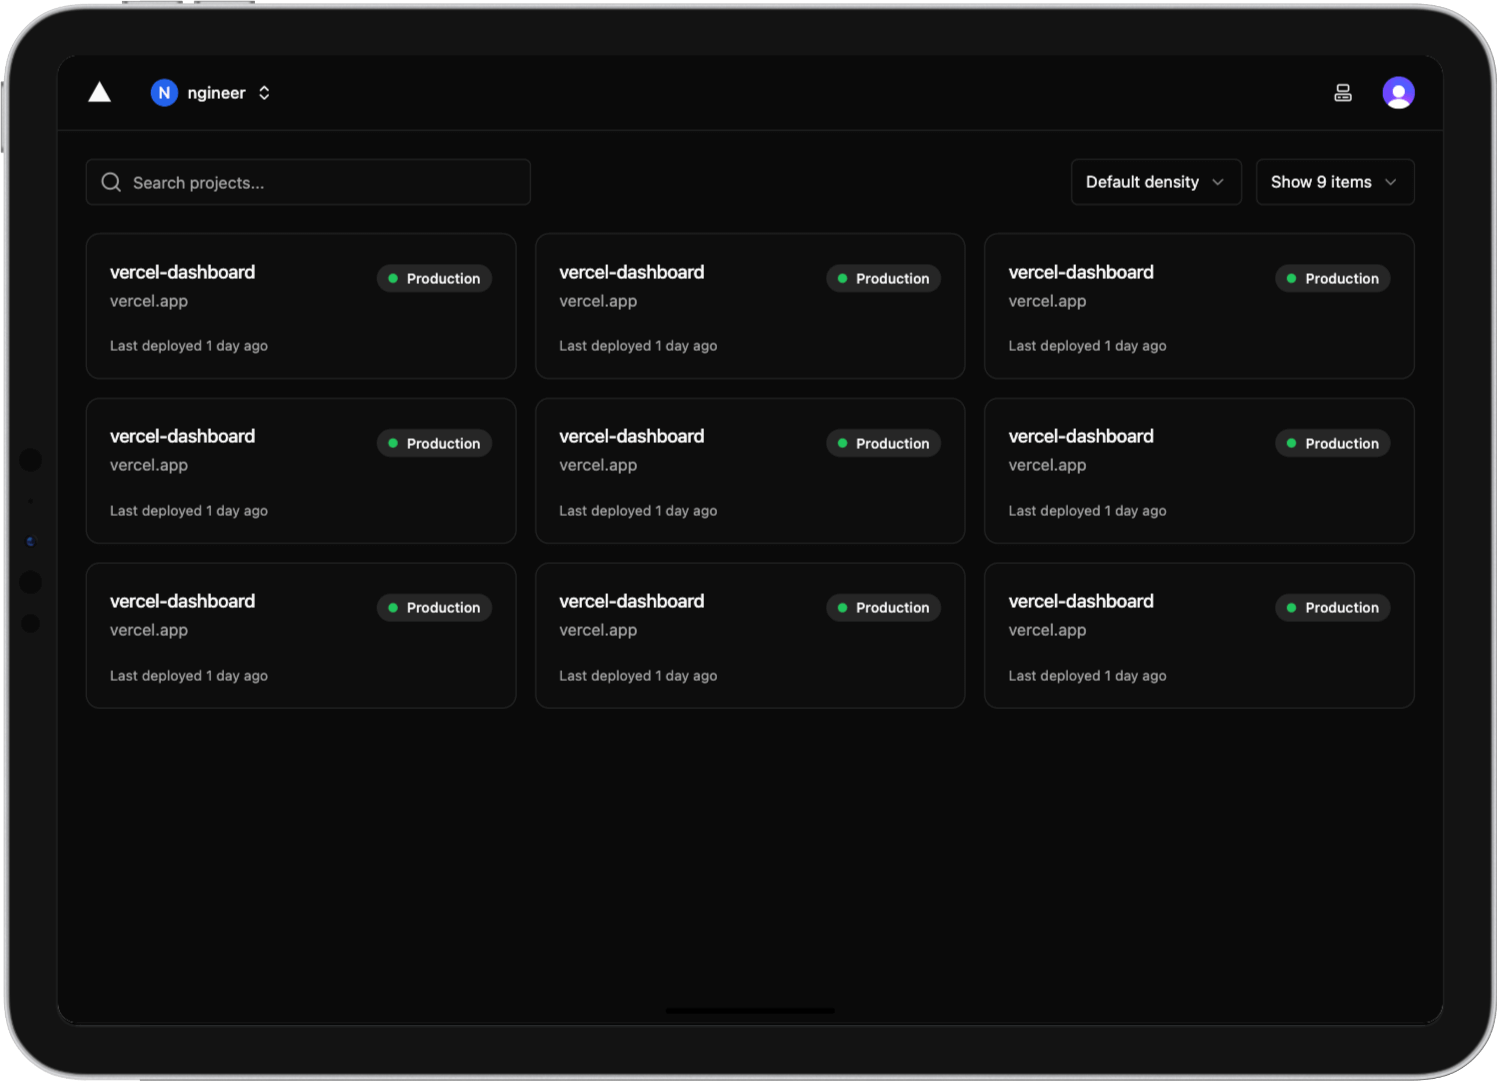 N ngineer
Search projects...
Default density
Show 9 items
vercel-dashboard
Production
vercel.app
Last deployed 1 day ago
vercel-dashboard
Production
vercel.app
Last deployed 1 day ago
vercel-dashboard
Production
vercel.app
Last deployed 1 day ago
vercel-dashboard
Production
vercel.app
Last deployed 1 day ago
vercel-dashboard
Production
vercel.app
Last deployed 1 day ago
vercel-dashboard
Production
vercel.app
Last deployed 1 day ago
vercel-dashboard
Production
vercel.app
Last deployed 1 day ago
vercel-dashboard
Production
vercel.app
Last deployed 1 day ago
vercel-dashboard
Production
vercel.app
Last deployed 1 day ago